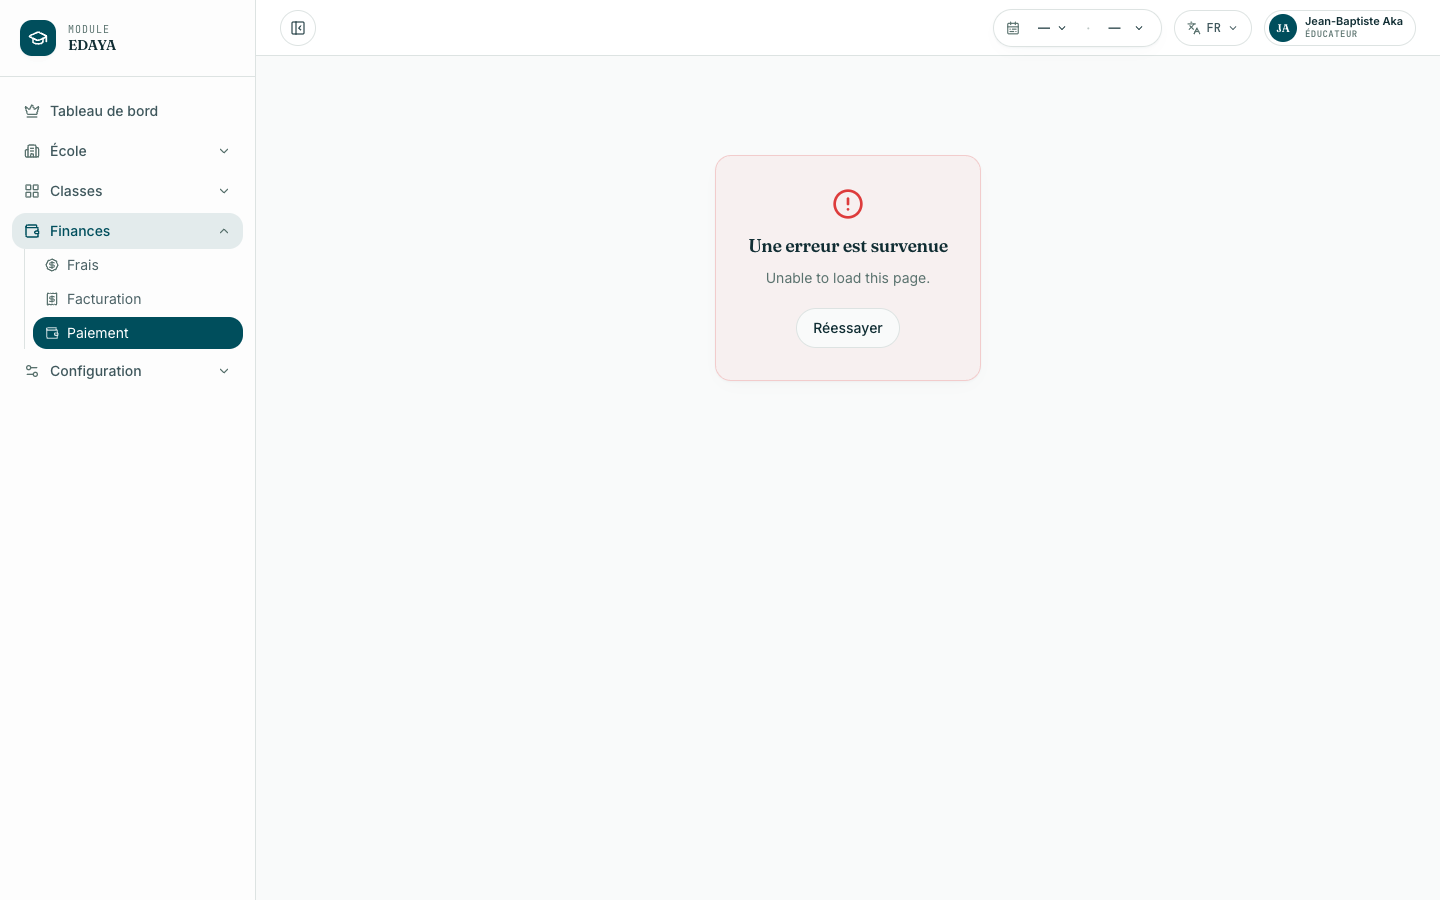 MODULE
EDAYA
— · —
FR
JA
Jean-Baptiste Aka
ÉDUCATEUR
Tableau de bord
École
Classes
Finances
Frais
Facturation
Paiement
Configuration
Une erreur est survenue
Unable to load this page.
Réessayer